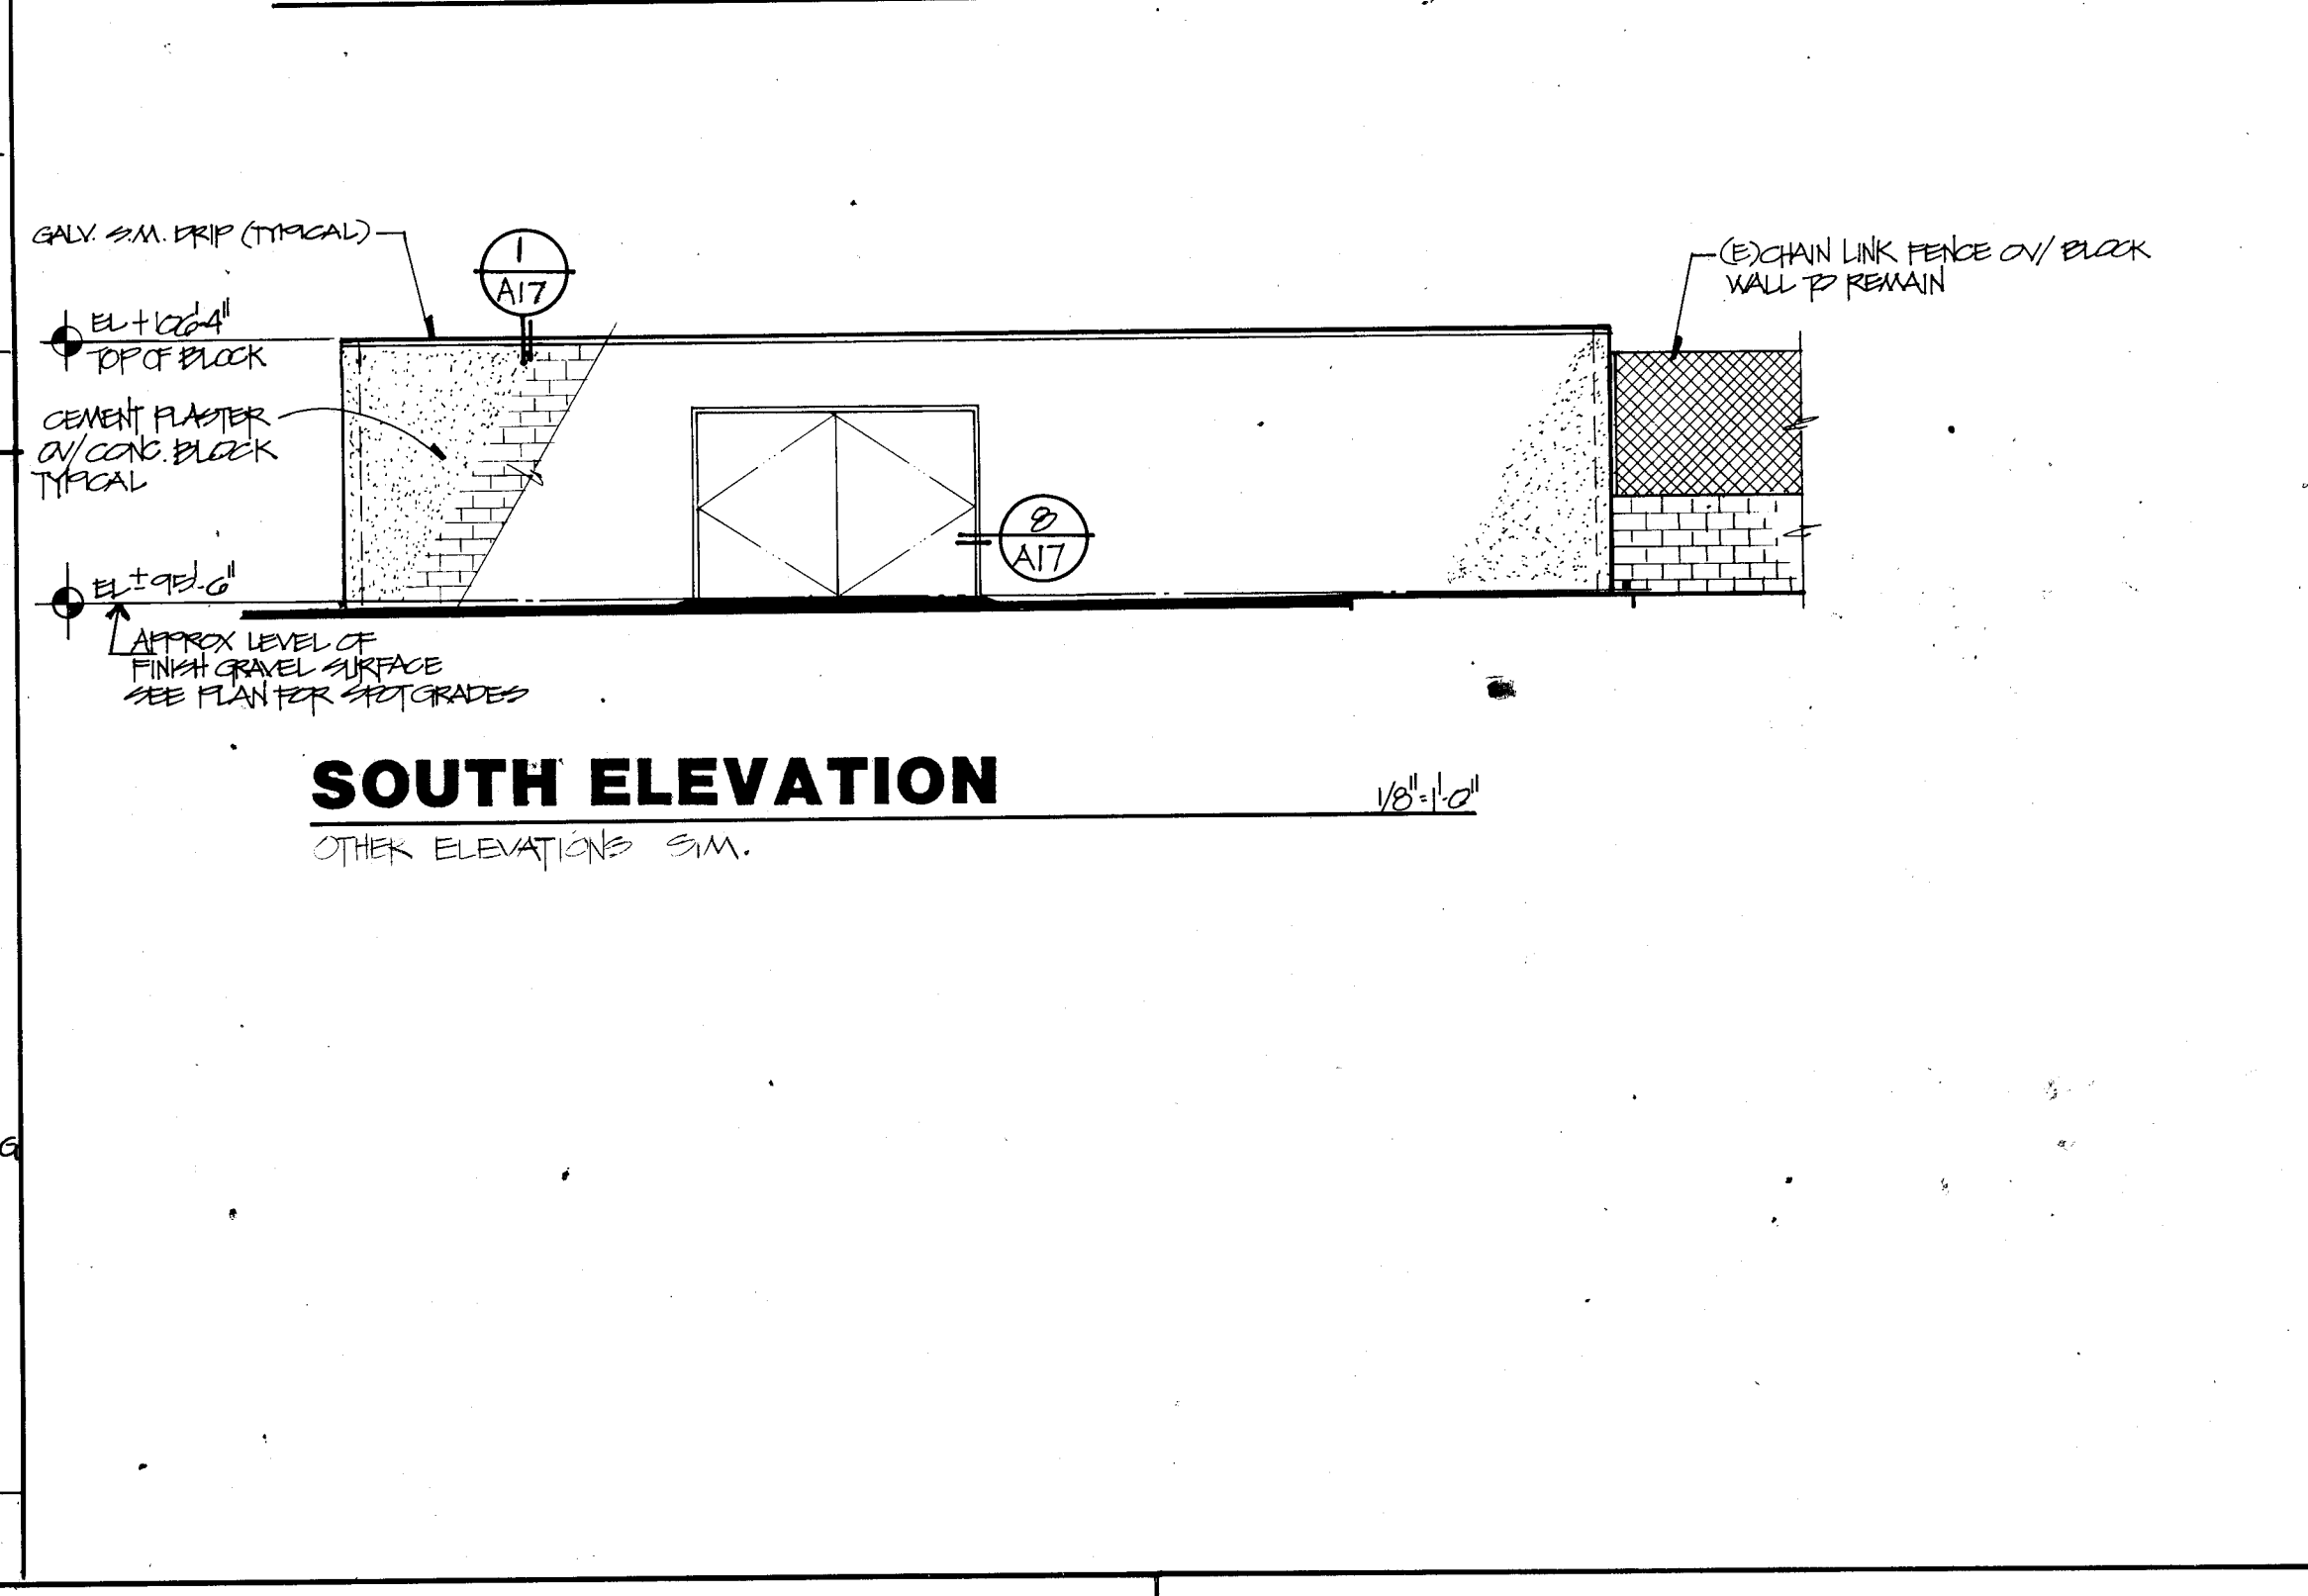 GALV. S.M. DRIP (TYPICAL)
1
A17
(E)CHAIN LINK FENCE OV/ BLOCK
WALL TO REMAIN
EL + 106'-4"
TOP OF BLOCK
CEMENT PLASTER
OV/CONC. BLOCK
TYPICAL
8
A17
EL ± 95'-6"
APPROX LEVEL OF
FINISH GRAVEL SURFACE
SEE PLAN FOR SPOT GRADES
SOUTH ELEVATION
1/8"=1'-0"
OTHER ELEVATIONS SIM.
G